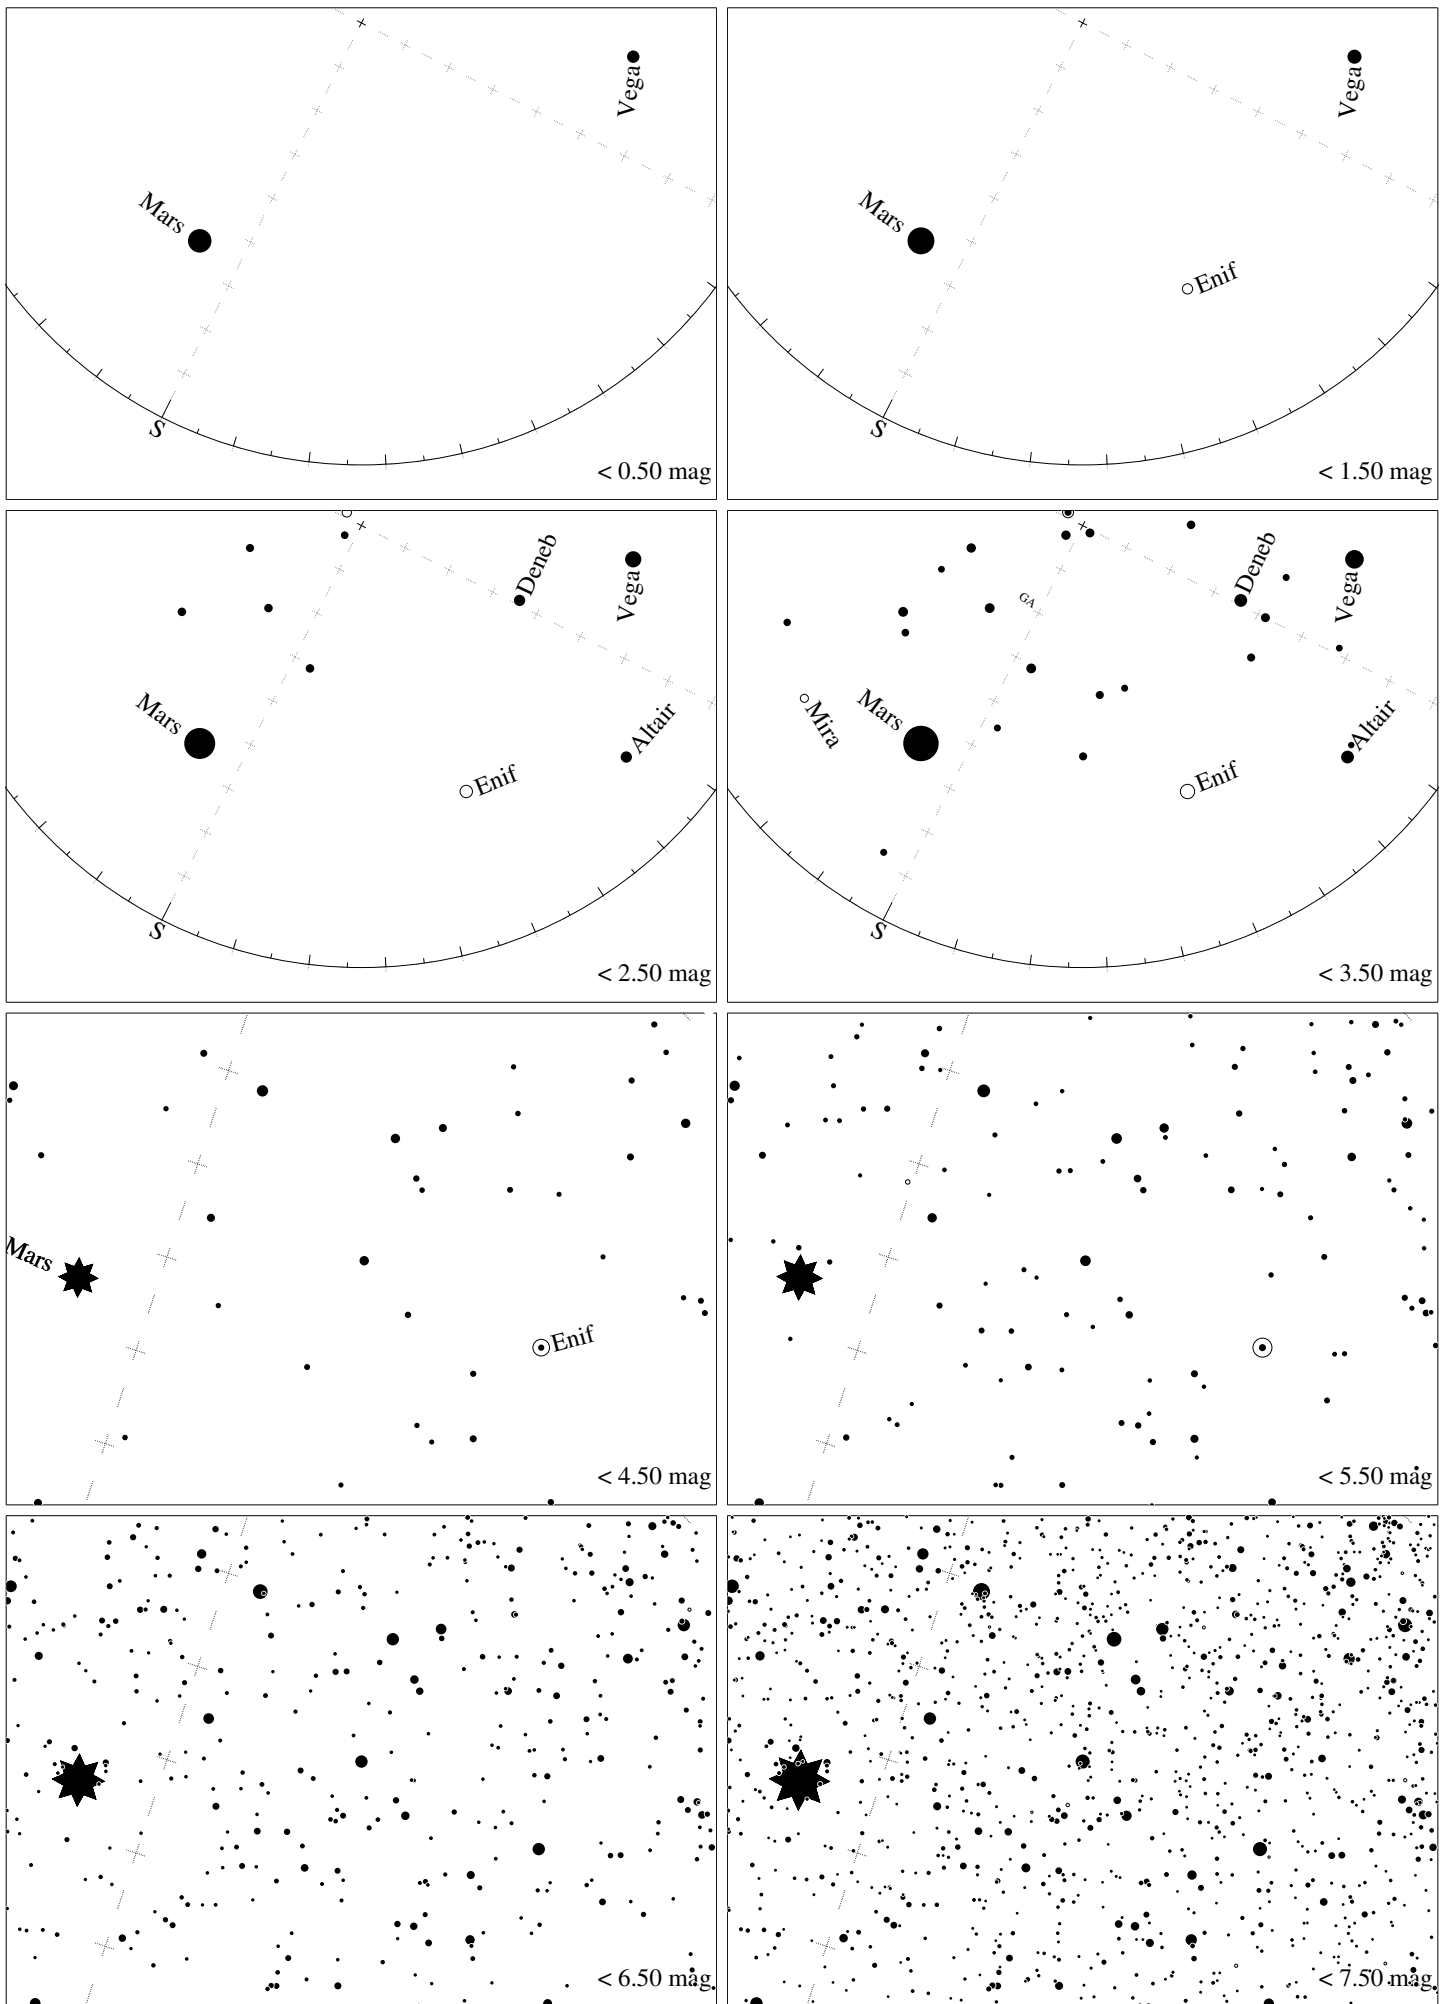 Vega
Mars
S
< 0.50 mag
Vega
Mars
Enif
S
< 1.50 mag
Deneb
Vega
Mars
Altair
Enif
S
< 2.50 mag
Deneb
Vega
GA
Mira
Mars
Altair
Enif
S
< 3.50 mag
Mars
Enif
< 4.50 mag
< 5.50 mag
< 6.50 mag
< 7.50 mag